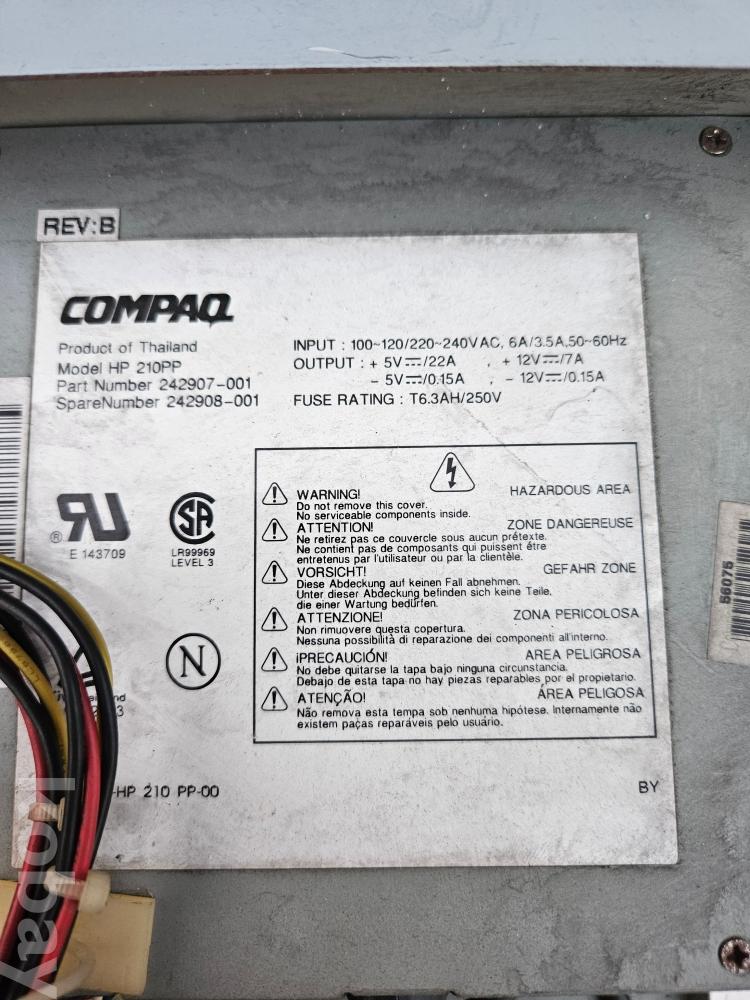 REV:B
COMPAQ
Product of Thailand
Model HP 210PP
Part Number 242907-001
SpareNumber 242908-001
INPUT : 100~120/220~240VAC, 6A/3.5A,50~60Hz
OUTPUT : + 5V⎓/22A , + 12V⎓/7A
- 5V⎓/0.15A , - 12V⎓/0.15A
FUSE RATING : T6.3AH/250V
HAZARDOUS AREA
WARNING!
Do not remove this cover.
No serviceable components inside.
ZONE DANGEREUSE
ATTENTION!
Ne retirez pas ce couvercle sous aucun prétexte.
Ne contient pas de composants qui puissent être
entretenus par l'utilisateur ou par la clientèle.
GEFAHR ZONE
VORSICHT!
Diese Abdeckung auf keinen Fall abnehmen.
Unter dieser Abdeckung befinden sich keine Teile,
die einer Wartung bedürfen.
ZONA PERICOLOSA
ATTENZIONE!
Non rimuovere questa copertura.
Nessuna possibilità di reparazione dei componenti all'interno.
AREA PELIGROSA
¡PRECAUCIÓN!
No debe quitarse la tapa bajo ninguna circunstancia.
Debajo de esta tapa no hay piezas reparables por el propietario.
ÁREA PELIGOSA
ATENÇÃO!
Não remova esta tempa sob nenhuma hipótese. Internamente não
existem paças reparáveis pelo usuário.
RU
®
E 143709
SA
LR99969
LEVEL 3
N
-HP 210 PP-00
BY
56075
lobay